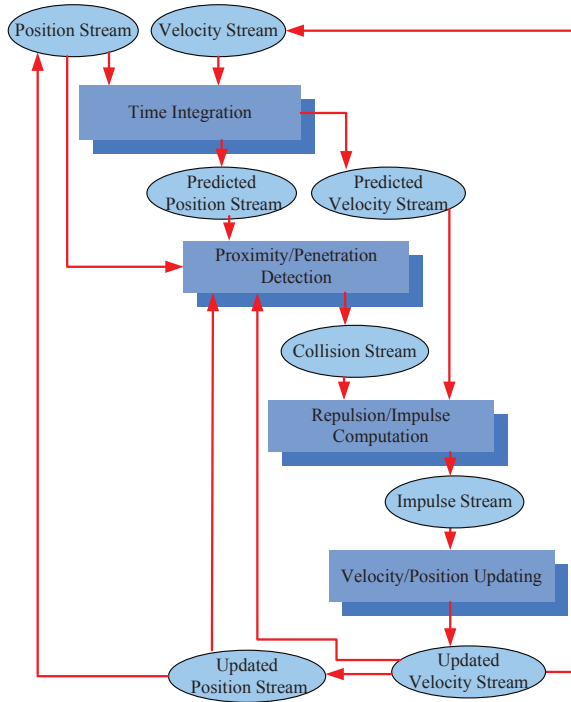 Position Stream
Velocity Stream
Time Integration
Predicted
Position Stream
Predicted
Velocity Stream
Proximity/Penetration
Detection
Collision Stream
Repulsion/Impulse
Computation
Impulse Stream
Velocity/Position Updating
Updated
Position Stream
Updated
Velocity Stream